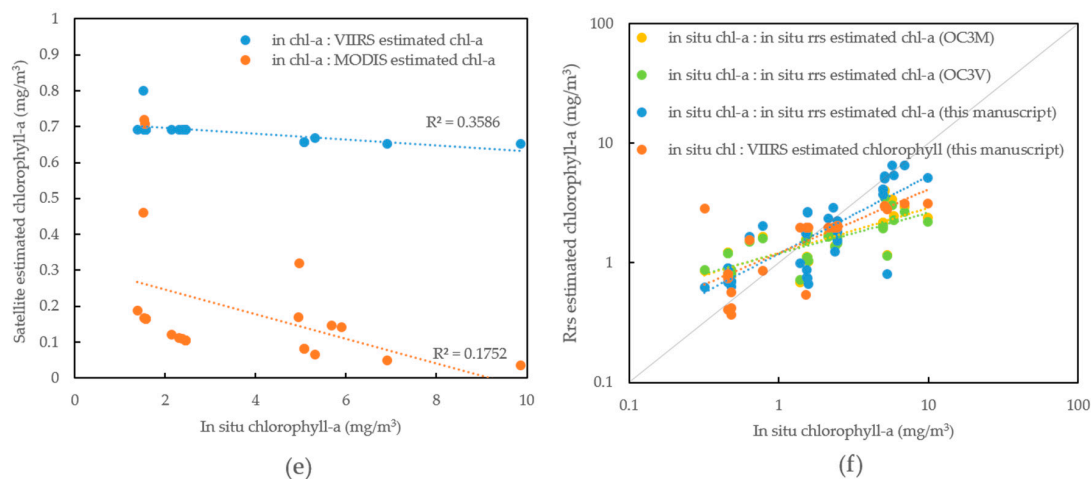 Satellite estimated chlorophyll-a (mg/m³)
1
0.9
0.8
0.7
0.6
0.5
0.4
0.3
0.2
0.1
0
in chl-a : VIIRS estimated chl-a
in chl-a : MODIS estimated chl-a
R² = 0.3586
R² = 0.1752
0
2
4
6
8
10
In situ chlorophyll-a (mg/m³)
(e)
Rrs estimated chlorophyll-a (mg/m³)
100
10
1
0.1
in situ chl-a : in situ rrs estimated chl-a (OC3M)
in situ chl-a : in situ rrs estimated chl-a (OC3V)
in situ chl-a : in situ rrs estimated chl-a (this manuscript)
in situ chl : VIIRS estimated chlorophyll (this manuscript)
0.1
1
10
100
In situ chlorophyll-a (mg/m³)
(f)